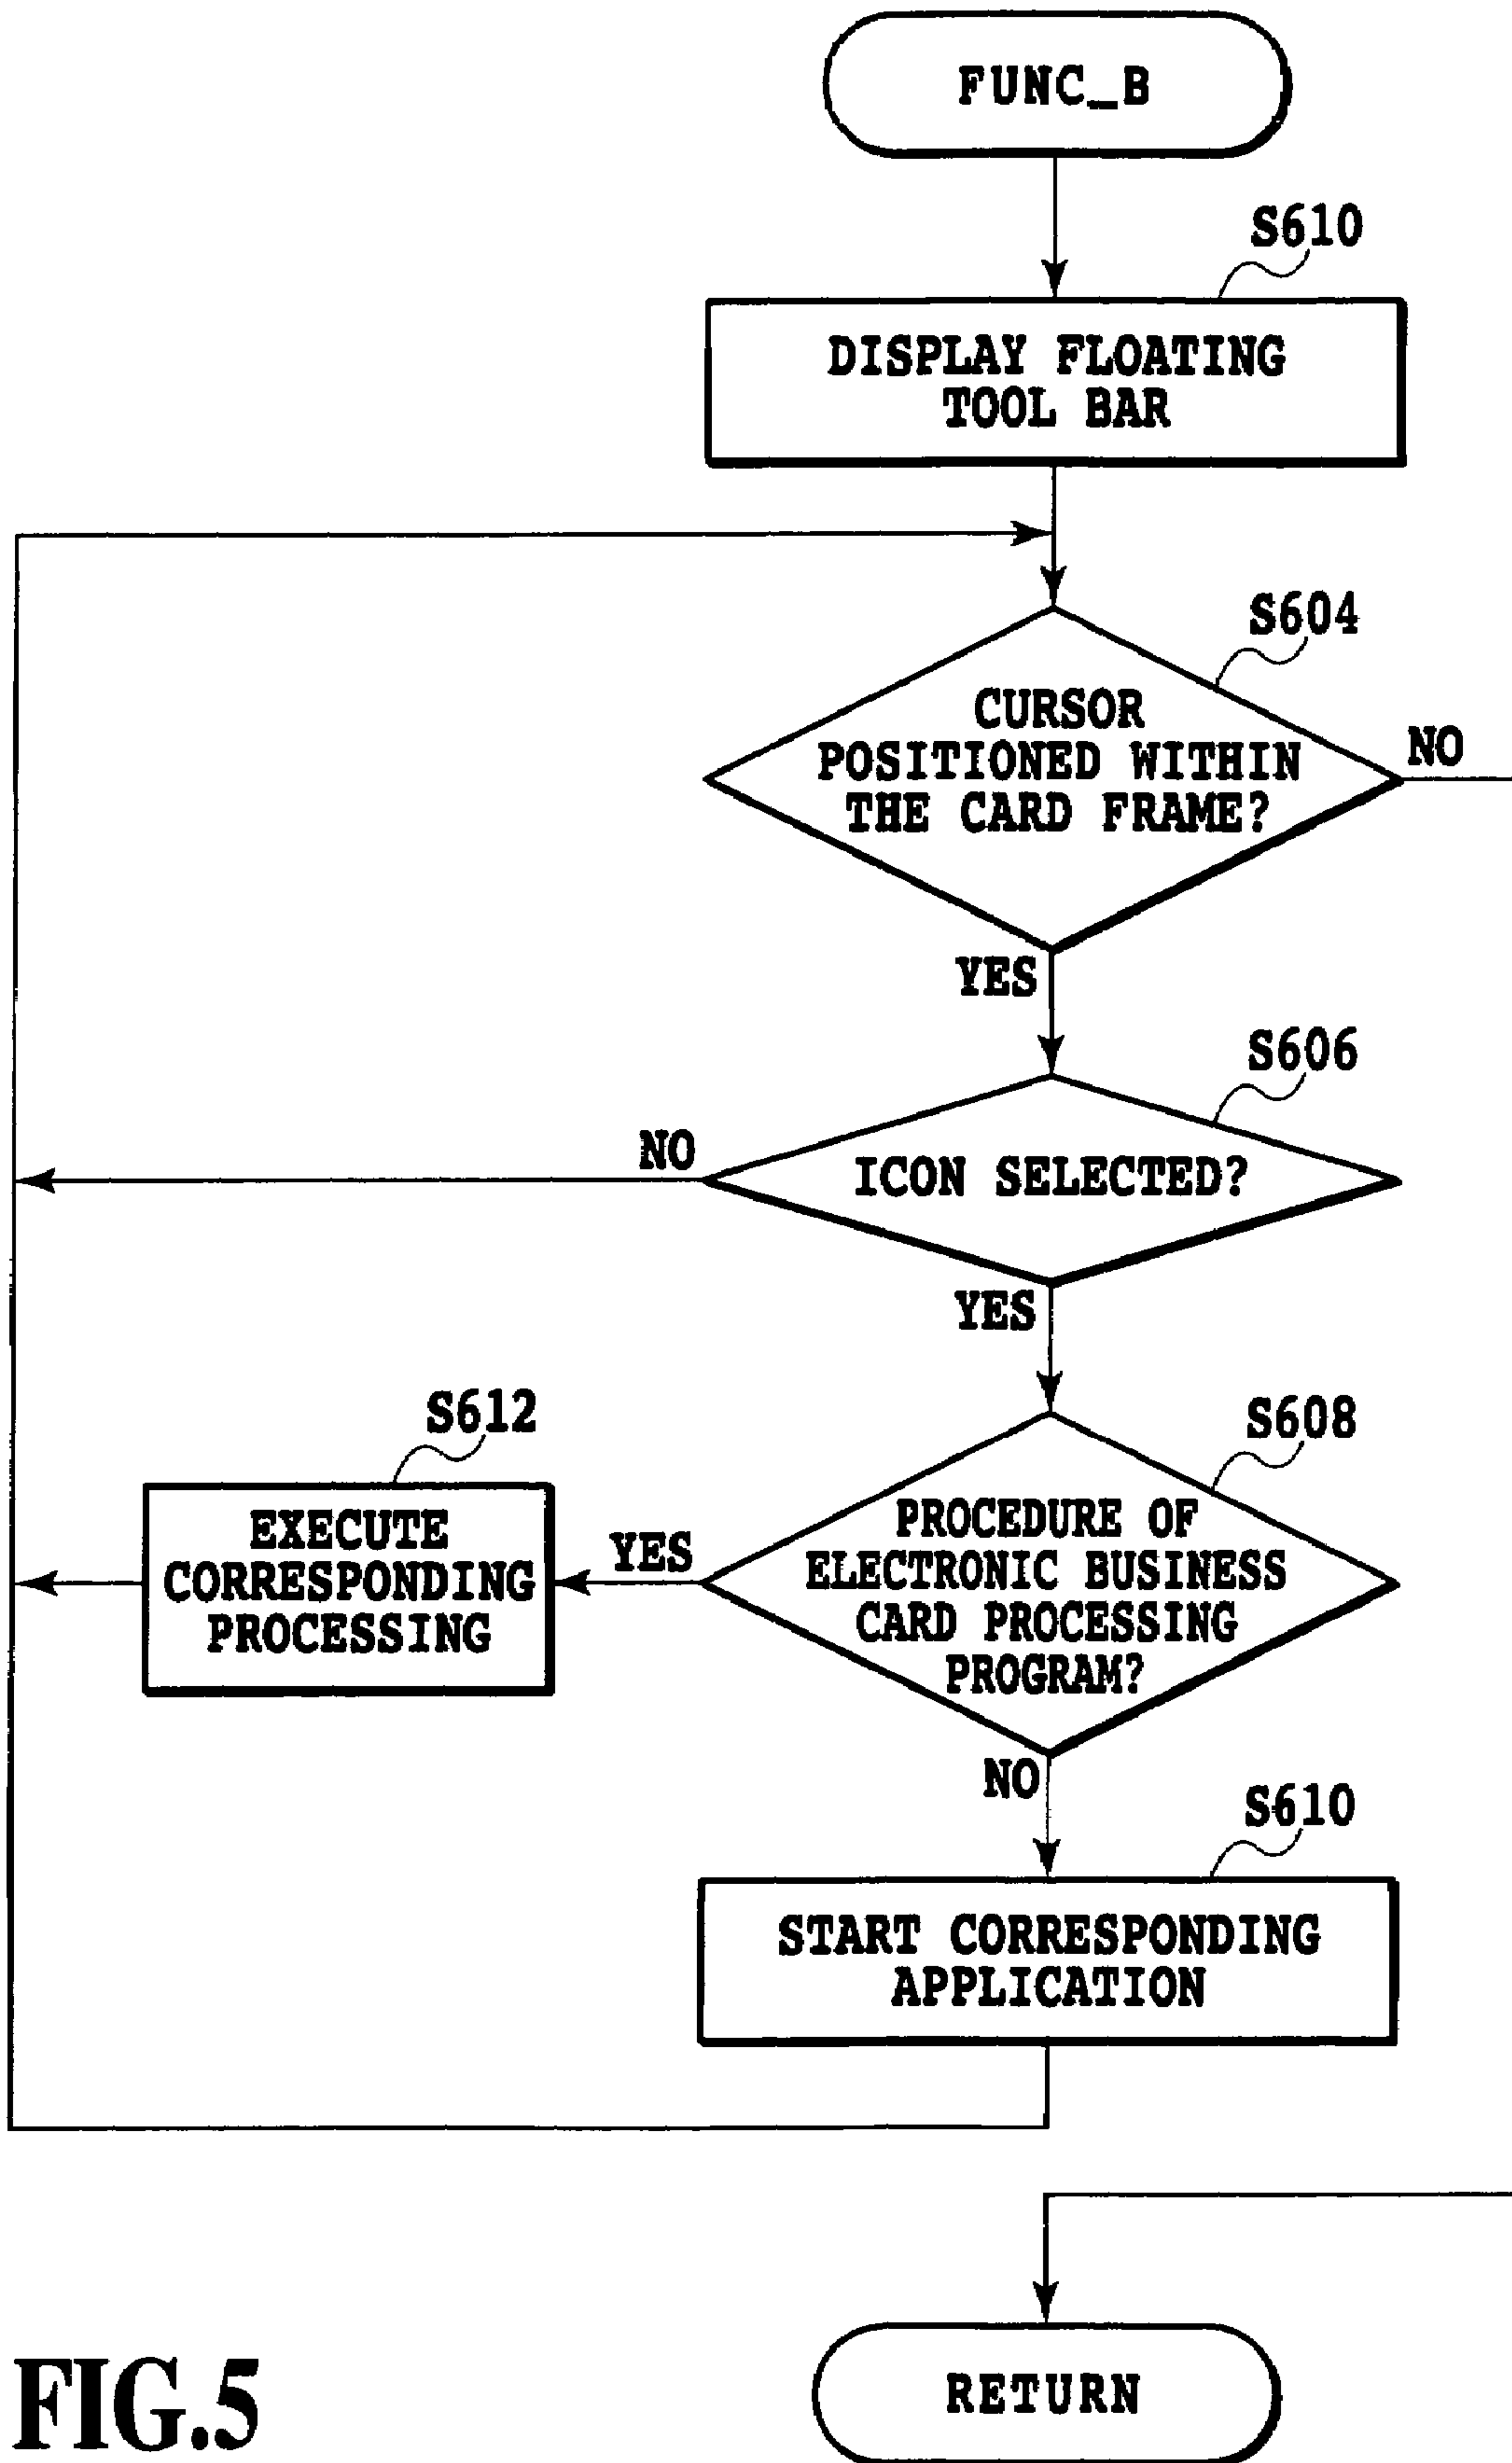 FUNC_B
S610
DISPLAY FLOATING
TOOL BAR
S604
CURSOR
POSITIONED WITHIN
THE CARD FRAME?
NO
YES
S606
ICON SELECTED?
NO
YES
S608
PROCEDURE OF
ELECTRONIC BUSINESS
CARD PROCESSING
PROGRAM?
YES
S612
EXECUTE
CORRESPONDING
PROCESSING
NO
S610
START CORRESPONDING
APPLICATION
RETURN
FIG.5